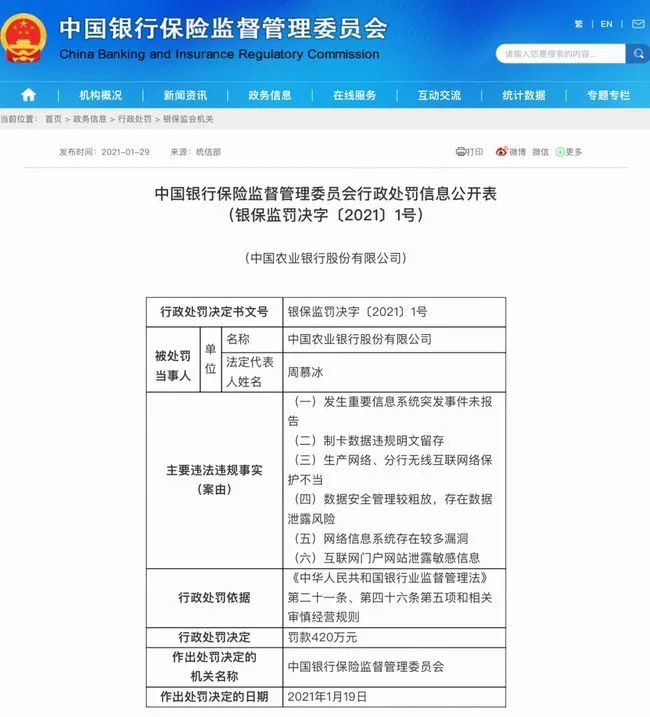 中国银行保险监督管理委员会
China Banking and Insurance Regulatory Commission
繁 | EN |
请输入您要搜索的内容...
机构概况 | 新闻资讯 | 政务信息 | 在线服务 | 互动交流 | 统计数据 | 专题专栏
当前位置： 首页 > 政务信息 > 行政处罚 > 银保监会机关
发布时间：2021-01-29 来源：统信部 打印 微博 微信 更多
中国银行保险监督管理委员会行政处罚信息公开表
（银保监罚决字〔2021〕1号）
（中国农业银行股份有限公司）
行政处罚决定书文号 银保监罚决字〔2021〕1号
被处罚
当事人
单
位
名称 中国农业银行股份有限公司
法定代表
人姓名
周慕冰
主要违法违规事实
（案由）
（一）发生重要信息系统突发事件未报
告
（二）制卡数据违规明文留存
（三）生产网络、分行无线互联网络保
护不当
（四）数据安全管理较粗放，存在数据
泄露风险
（五）网络信息系统存在较多漏洞
（六）互联网门户网站泄露敏感信息
行政处罚依据
《中华人民共和国银行业监督管理法》
第二十一条、第四十六条第五项和相关
审慎经营规则
行政处罚决定 罚款420万元
作出处罚决定的
机关名称
中国银行保险监督管理委员会
作出处罚决定的日期 2021年1月19日